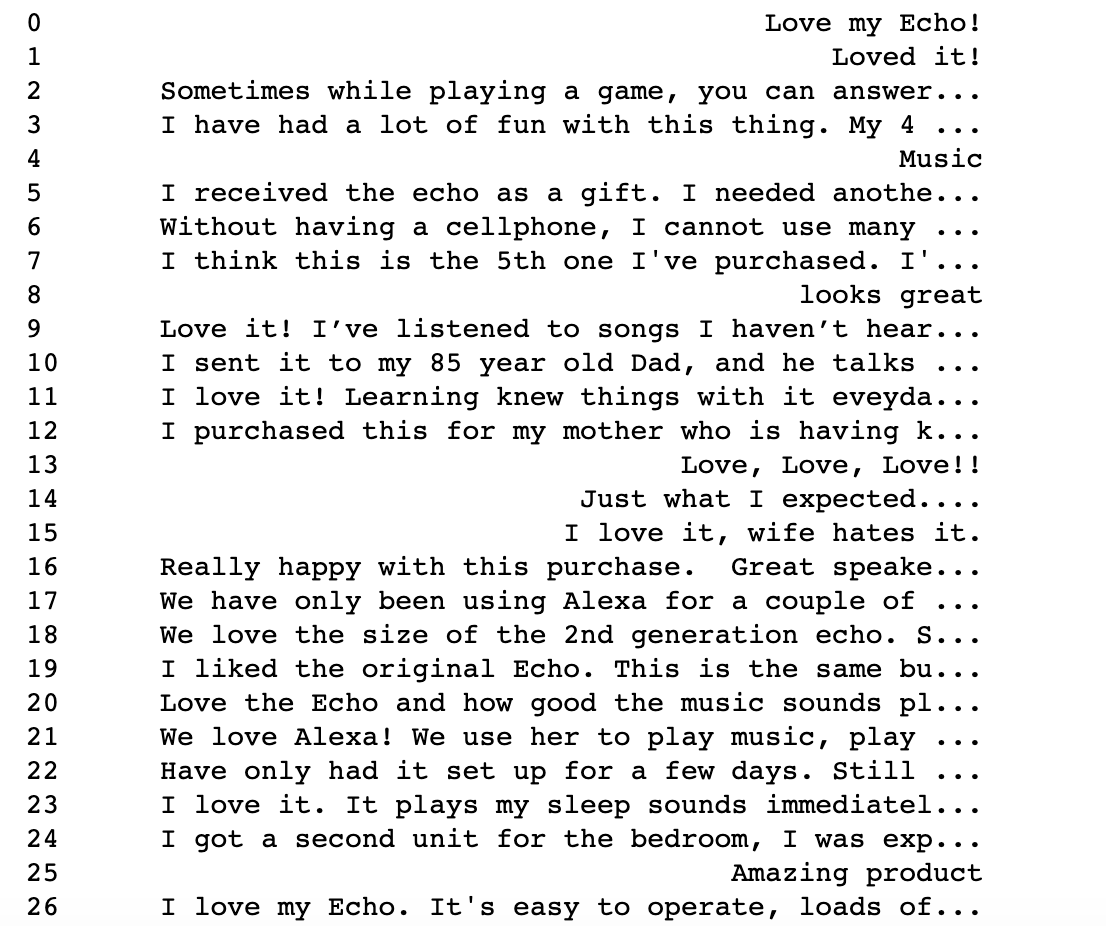 0 Love my Echo!
1 Loved it!
2 Sometimes while playing a game, you can answer...
3 I have had a lot of fun with this thing. My 4 ...
4 Music
5 I received the echo as a gift. I needed anothe...
6 Without having a cellphone, I cannot use many ...
7 I think this is the 5th one I've purchased. I'...
8 looks great
9 Love it! I’ve listened to songs I haven’t hear...
10 I sent it to my 85 year old Dad, and he talks ...
11 I love it! Learning knew things with it eveyda...
12 I purchased this for my mother who is having k...
13 Love, Love, Love!!
14 Just what I expected....
15 I love it, wife hates it.
16 Really happy with this purchase.  Great speake...
17 We have only been using Alexa for a couple of ...
18 We love the size of the 2nd generation echo. S...
19 I liked the original Echo. This is the same bu...
20 Love the Echo and how good the music sounds pl...
21 We love Alexa! We use her to play music, play ...
22 Have only had it set up for a few days. Still ...
23 I love it. It plays my sleep sounds immediatel...
24 I got a second unit for the bedroom, I was exp...
25 Amazing product
26 I love my Echo. It's easy to operate, loads of...